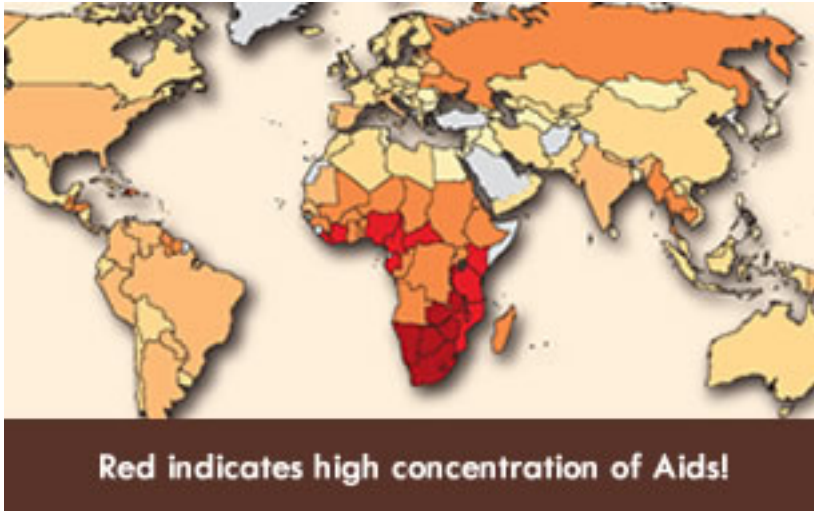 Red indicates high concentration of Aids!